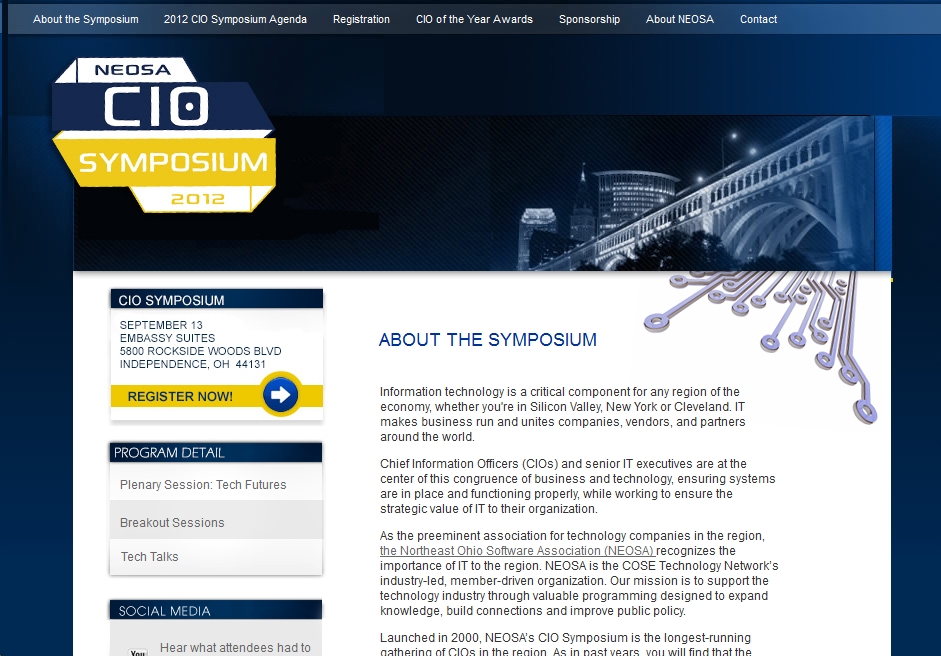 About the Symposium 2012 CIO Symposium Agenda Registration CIO of the Year Awards Sponsorship About NEOSA Contact
NEOSA
CIO
SYMPOSIUM
2012
CIO SYMPOSIUM
SEPTEMBER 13
EMBASSY SUITES
5800 ROCKSIDE WOODS BLVD
INDEPENDENCE, OH 44131
REGISTER NOW!
PROGRAM DETAIL
Plenary Session: Tech Futures
Breakout Sessions
Tech Talks
SOCIAL MEDIA
Hear what attendees had to
You
ABOUT THE SYMPOSIUM
Information technology is a critical component for any region of the
economy, whether you're in Silicon Valley, New York or Cleveland. IT
makes business run and unites companies, vendors, and partners
around the world.
Chief Information Officers (CIOs) and senior IT executives are at the
center of this congruence of business and technology, ensuring systems
are in place and functioning properly, while working to ensure the
strategic value of IT to their organization.
As the preeminent association for technology companies in the region,
the Northeast Ohio Software Association (NEOSA) recognizes the
importance of IT to the region. NEOSA is the COSE Technology Network's
industry-led, member-driven organization. Our mission is to support the
technology industry through valuable programming designed to expand
knowledge, build connections and improve public policy.
Launched in 2000, NEOSA's CIO Symposium is the longest-running
gathering of CIOs in the region. As in past years, you will find that the